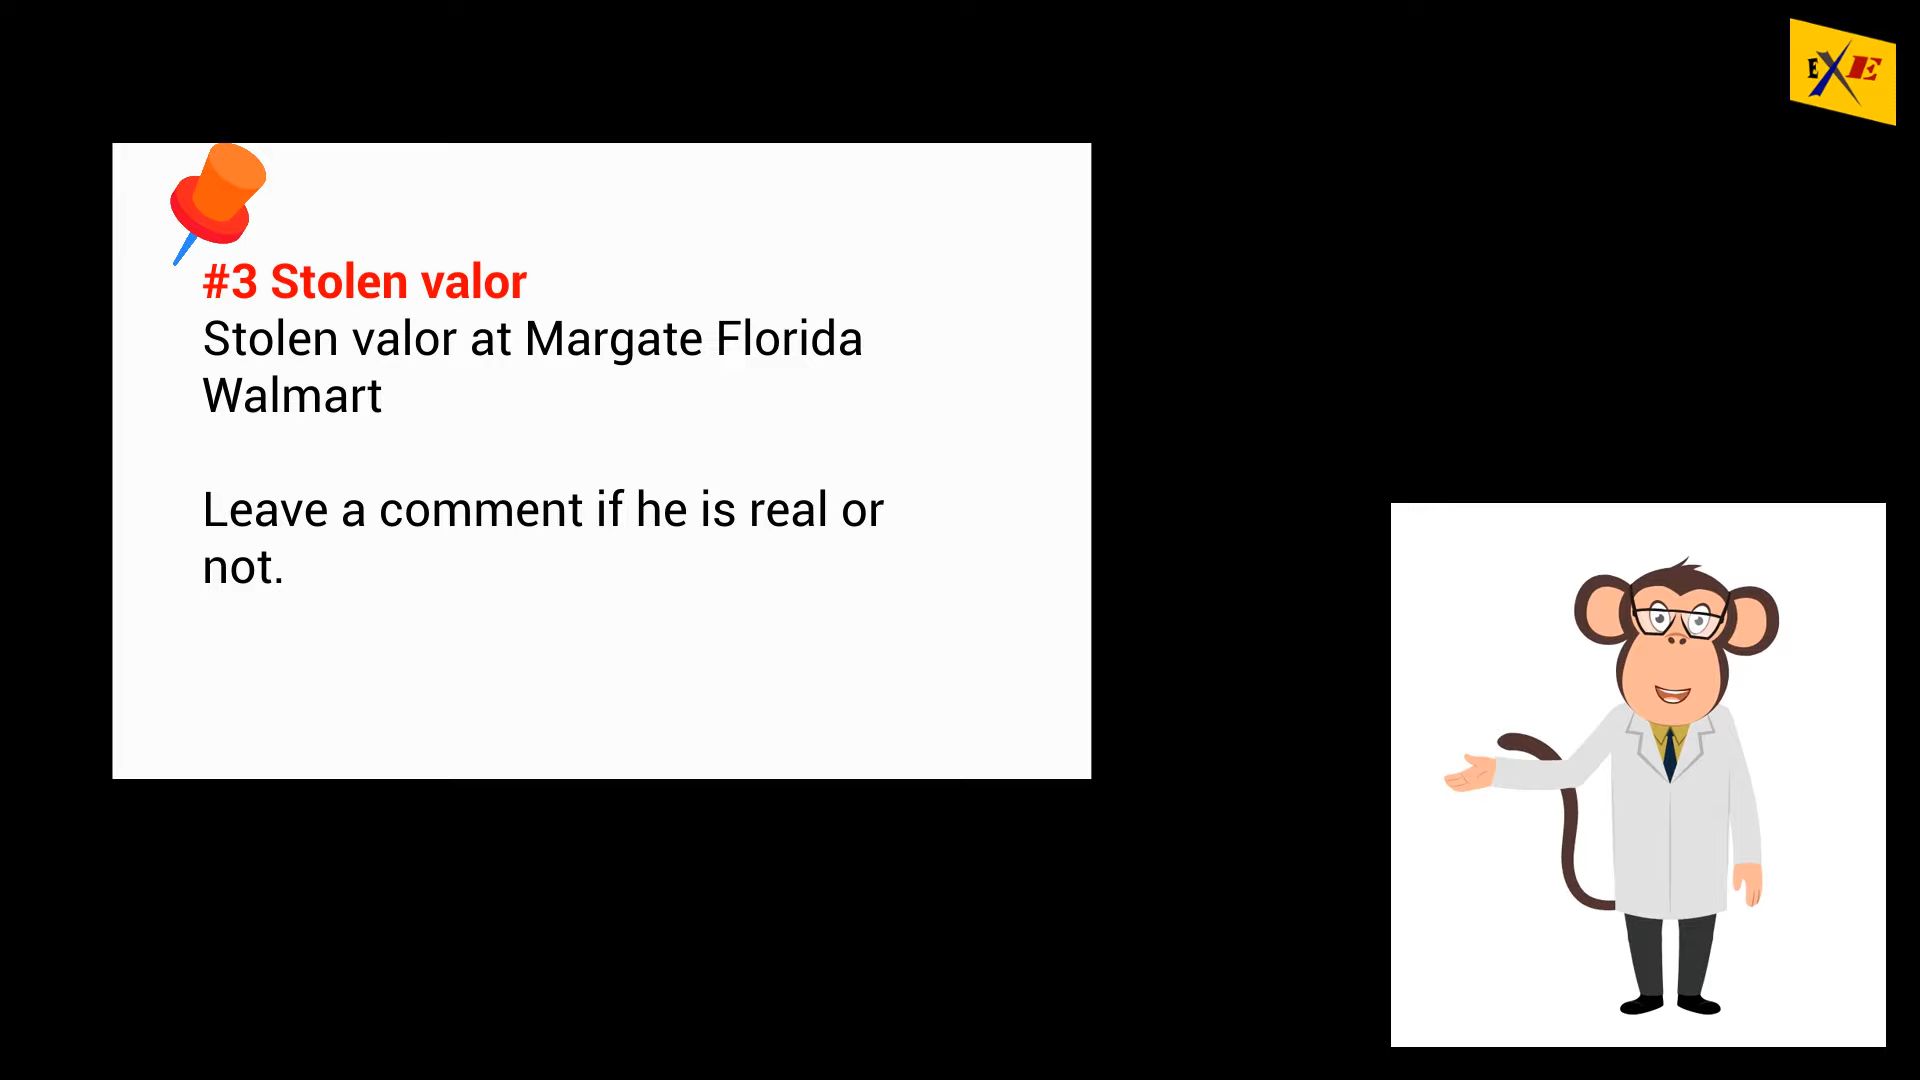 EXE
#3 Stolen valor
Stolen valor at Margate Florida
Walmart
Leave a comment if he is real or
not.